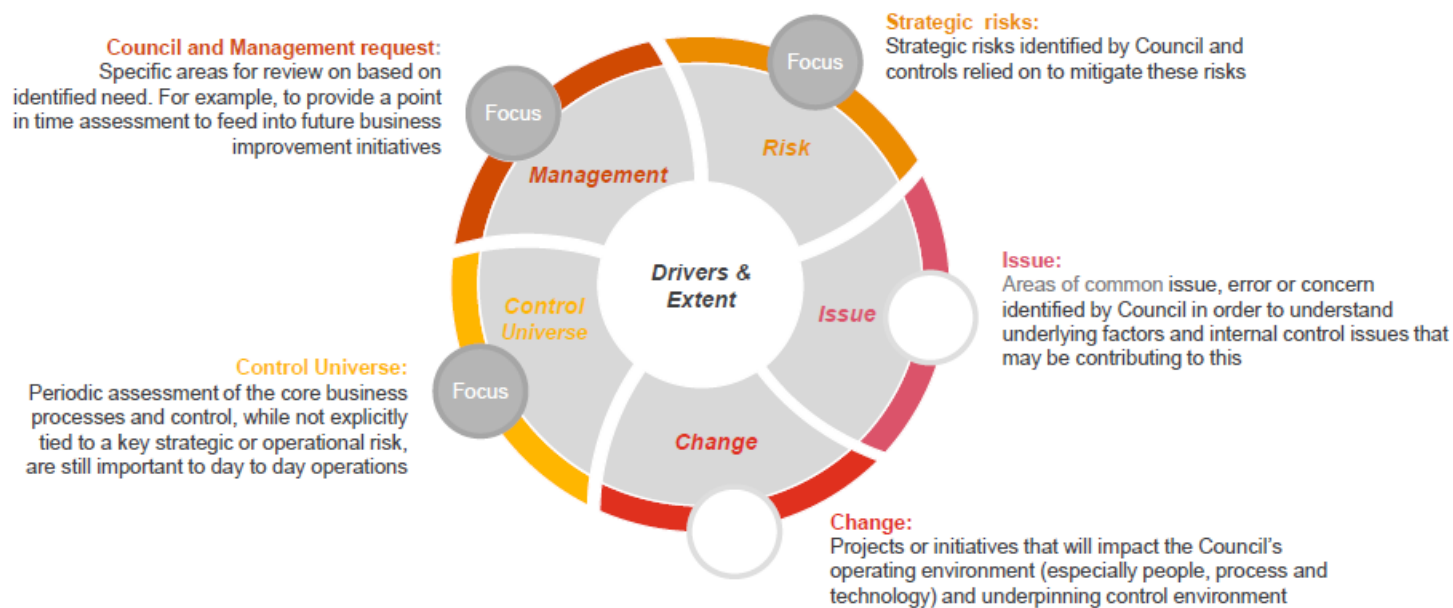 Council and Management request:
Specific areas for review on based on
identified need. For example, to provide a point
in time assessment to feed into future business
improvement initiatives
Focus
Management
Focus
Risk
Strategic risks:
Strategic risks identified by Council and
controls relied on to mitigate these risks
Drivers &
Extent
Issue
Issue:
Areas of common issue, error or concern
identified by Council in order to understand
underlying factors and internal control issues that
may be contributing to this
Control
Universe
Focus
Control Universe:
Periodic assessment of the core business
processes and control, while not explicitly
tied to a key strategic or operational risk,
are still important to day to day operations
Change
Change:
Projects or initiatives that will impact the Council's
operating environment (especially people, process and
technology) and underpinning control environment